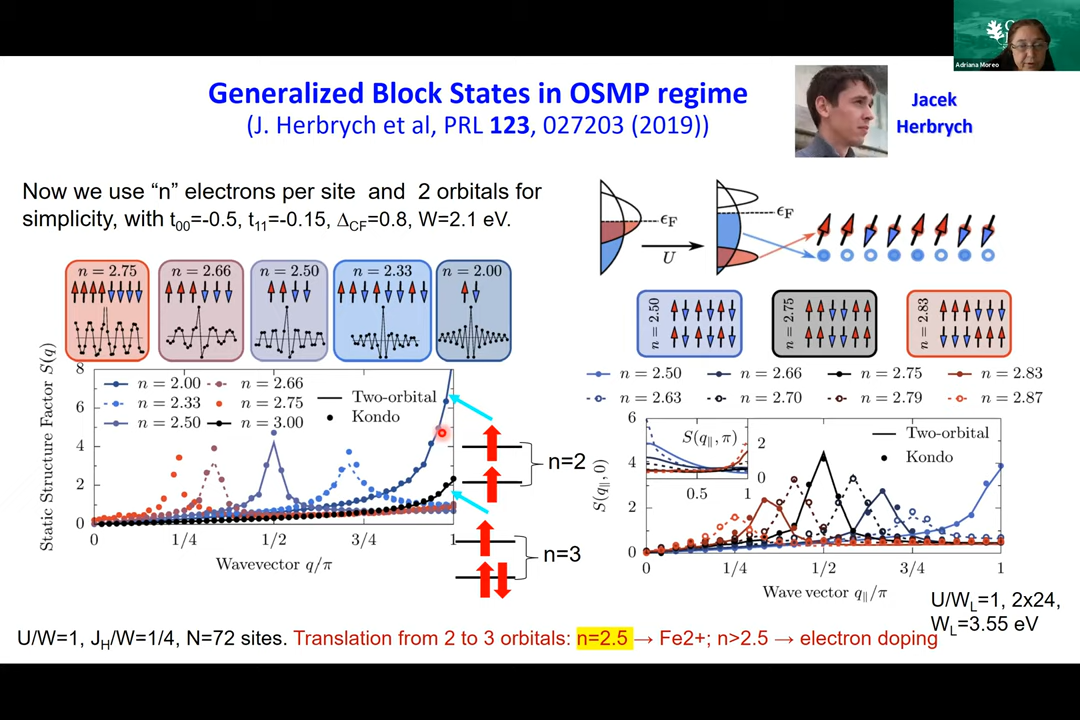 Adriana Moreo
Generalized Block States in OSMP regime
(J. Herbrych et al, PRL 123, 027203 (2019))
Jacek
Herbrych
Now we use “n” electrons per site and 2 orbitals for
simplicity, with t₀₀=-0.5, t₁₁=-0.15, Δ_CF=0.8, W=2.1 eV.
ϵF
U
ϵF
n = 2.75
n = 2.66
n = 2.50
n = 2.33
n = 2.00
n = 2.50
n = 2.75
n = 2.83
Static Structure Factor S(q)
8
6
4
2
0
n = 2.00
n = 2.66
n = 2.33
n = 2.75
n = 2.50
n = 3.00
Two-orbital
Kondo
0
1/4
1/2
3/4
1
Wavevector q/π
n=2
n=3
n = 2.50
n = 2.66
n = 2.75
n = 2.83
n = 2.63
n = 2.70
n = 2.79
n = 2.87
S(q∥, 0)
6
4
2
0
S(q∥, π)
2
1
0
0.5
1
Two-orbital
Kondo
0
1/4
1/2
3/4
1
Wave vector q∥/π
U/W_L=1, 2x24,
W_L=3.55 eV
U/W=1, J_H/W=1/4, N=72 sites. Translation from 2 to 3 orbitals: n=2.5 → Fe2+; n>2.5 → electron doping